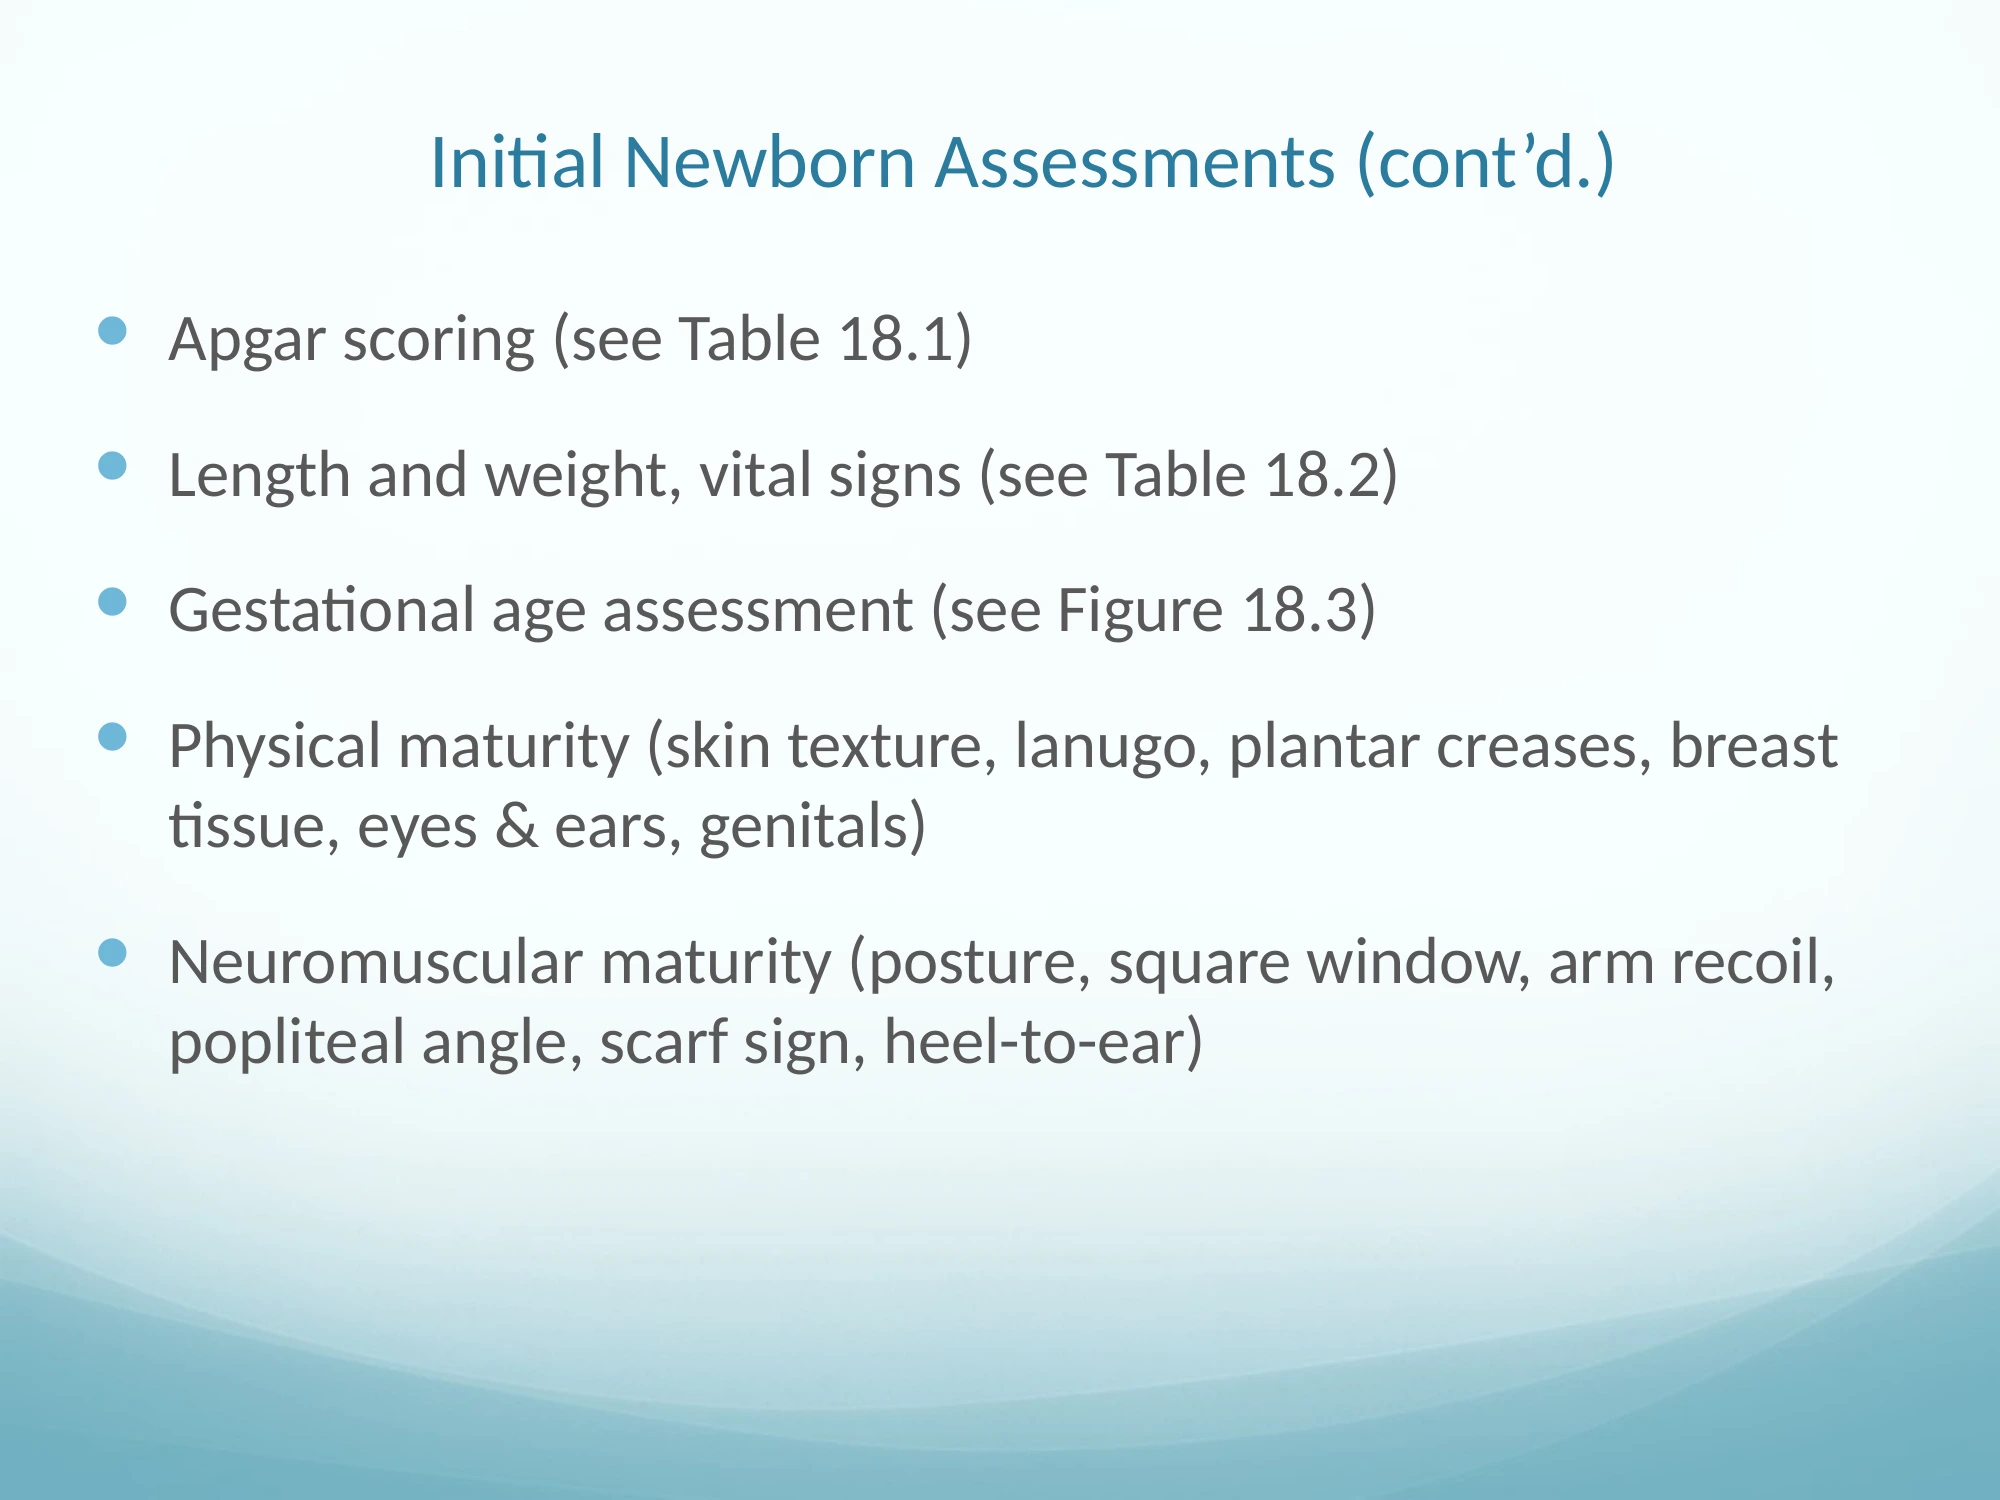 Initial Newborn Assessments (cont’d.)
• Apgar scoring (see Table 18.1)
• Length and weight, vital signs (see Table 18.2)
• Gestational age assessment (see Figure 18.3)
• Physical maturity (skin texture, lanugo, plantar creases, breast
tissue, eyes & ears, genitals)
• Neuromuscular maturity (posture, square window, arm recoil,
popliteal angle, scarf sign, heel-to-ear)